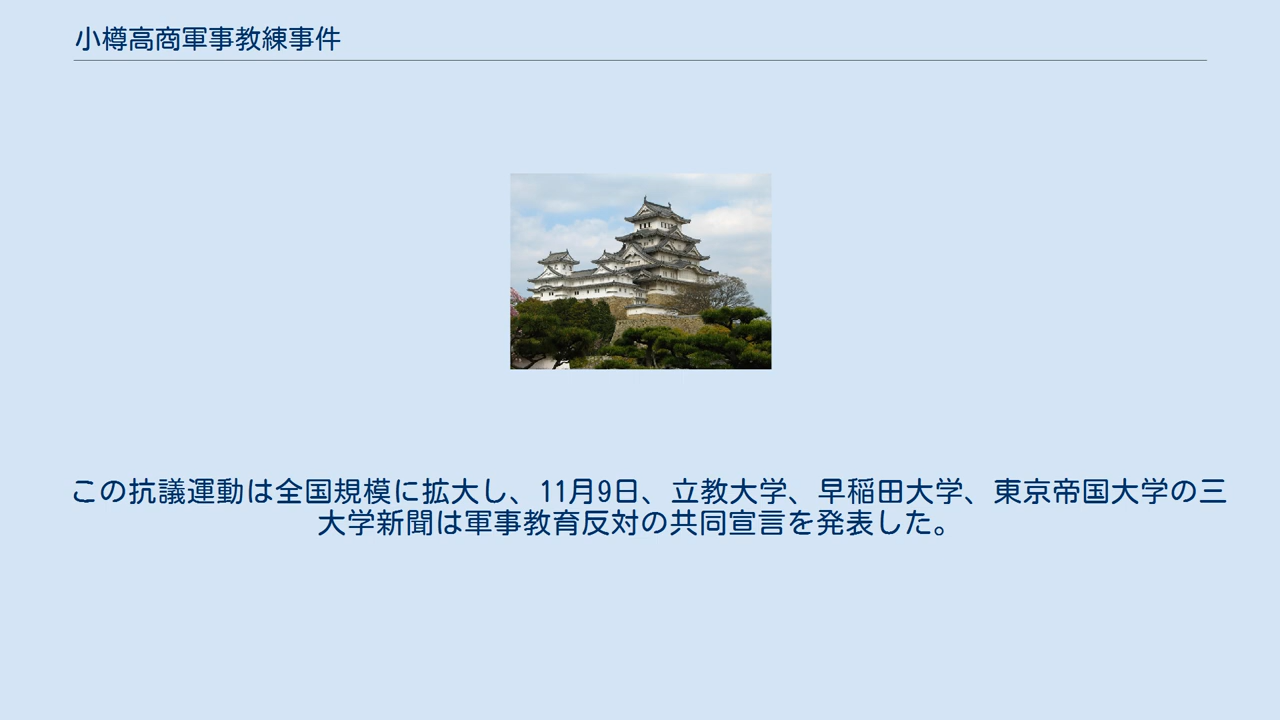 小樽高商軍事教練事件
この抗議運動は全国規模に拡大し、11月9日、立教大学、早稲田大学、東京帝国大学の三
大学新聞は軍事教育反対の共同宣言を発表した。